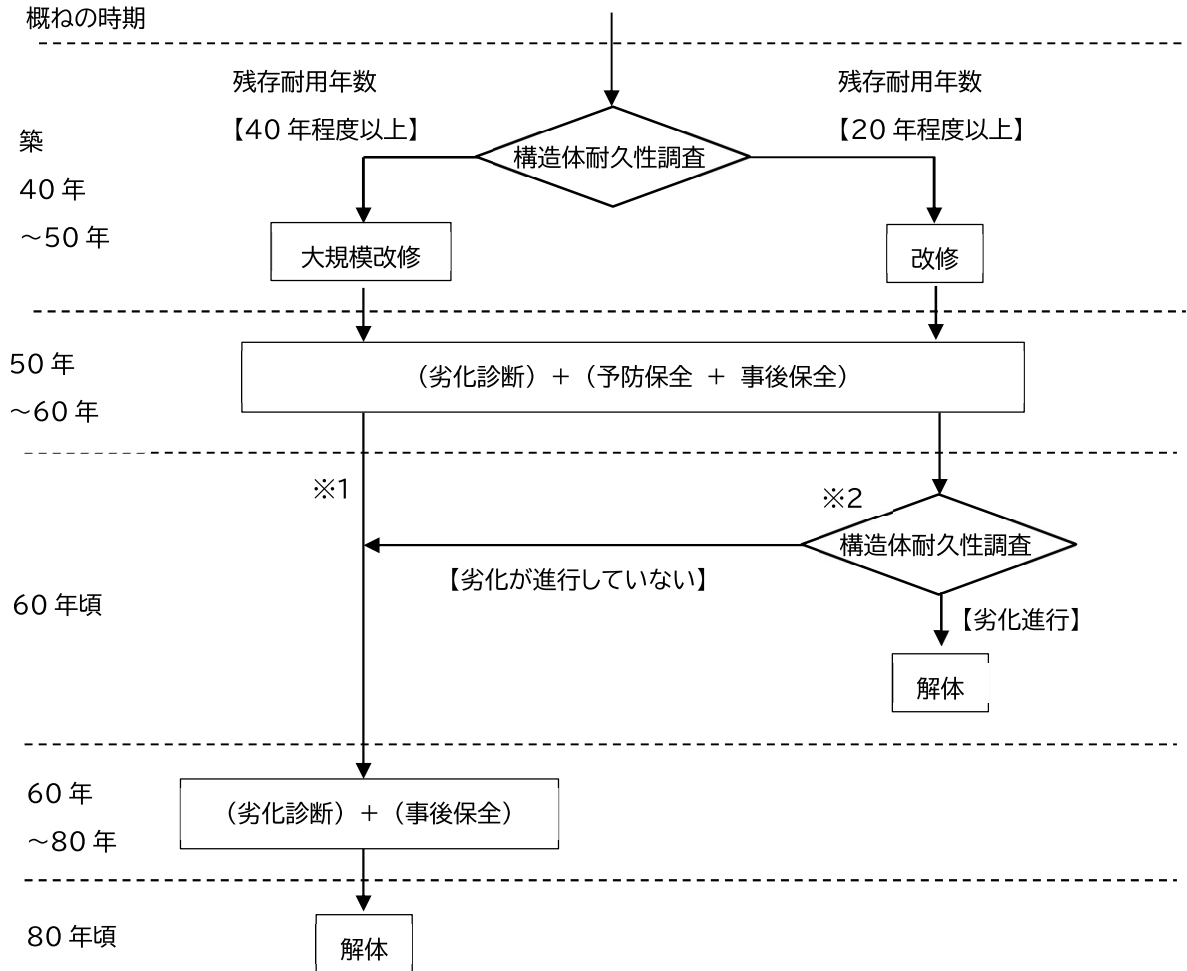 概ねの時期
残存耐用年数
【40 年程度以上】
残存耐用年数
【20 年程度以上】
築
40 年
～50 年
構造体耐久性調査
大規模改修
改修
50 年
～60 年
（劣化診断）＋（予防保全 ＋ 事後保全）
※1
※2
構造体耐久性調査
【劣化が進行していない】
60 年頃
【劣化進行】
解体
60 年
～80 年
（劣化診断）＋（事後保全）
80 年頃
解体